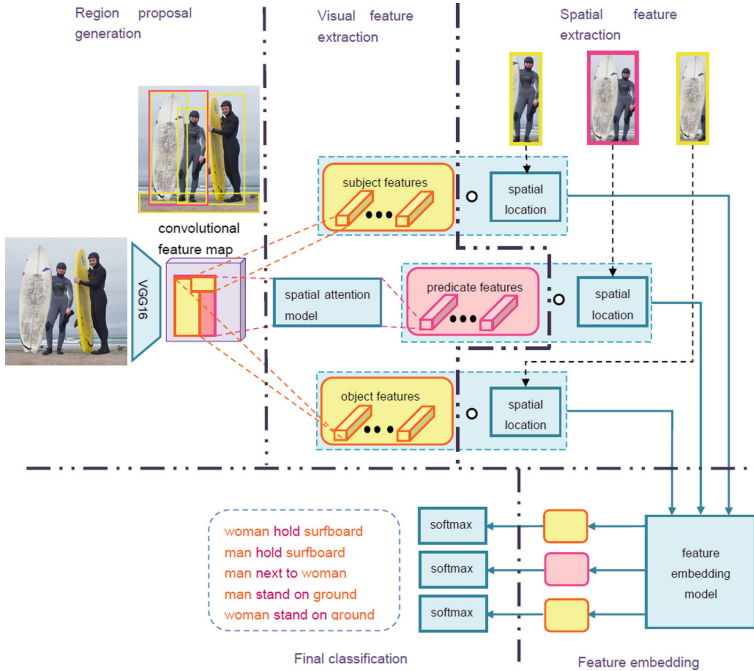 Region proposal
generation
Visual feature
extraction
Spatial feature
extraction
convolutional
feature map
VGG16
subject features
spatial
location
spatial attention
model
predicate features
spatial
location
object features
spatial
location
woman hold surfboard
man hold surfboard
man next to woman
man stand on ground
woman stand on ground
softmax
softmax
softmax
feature
embedding
model
Final classification
Feature embedding